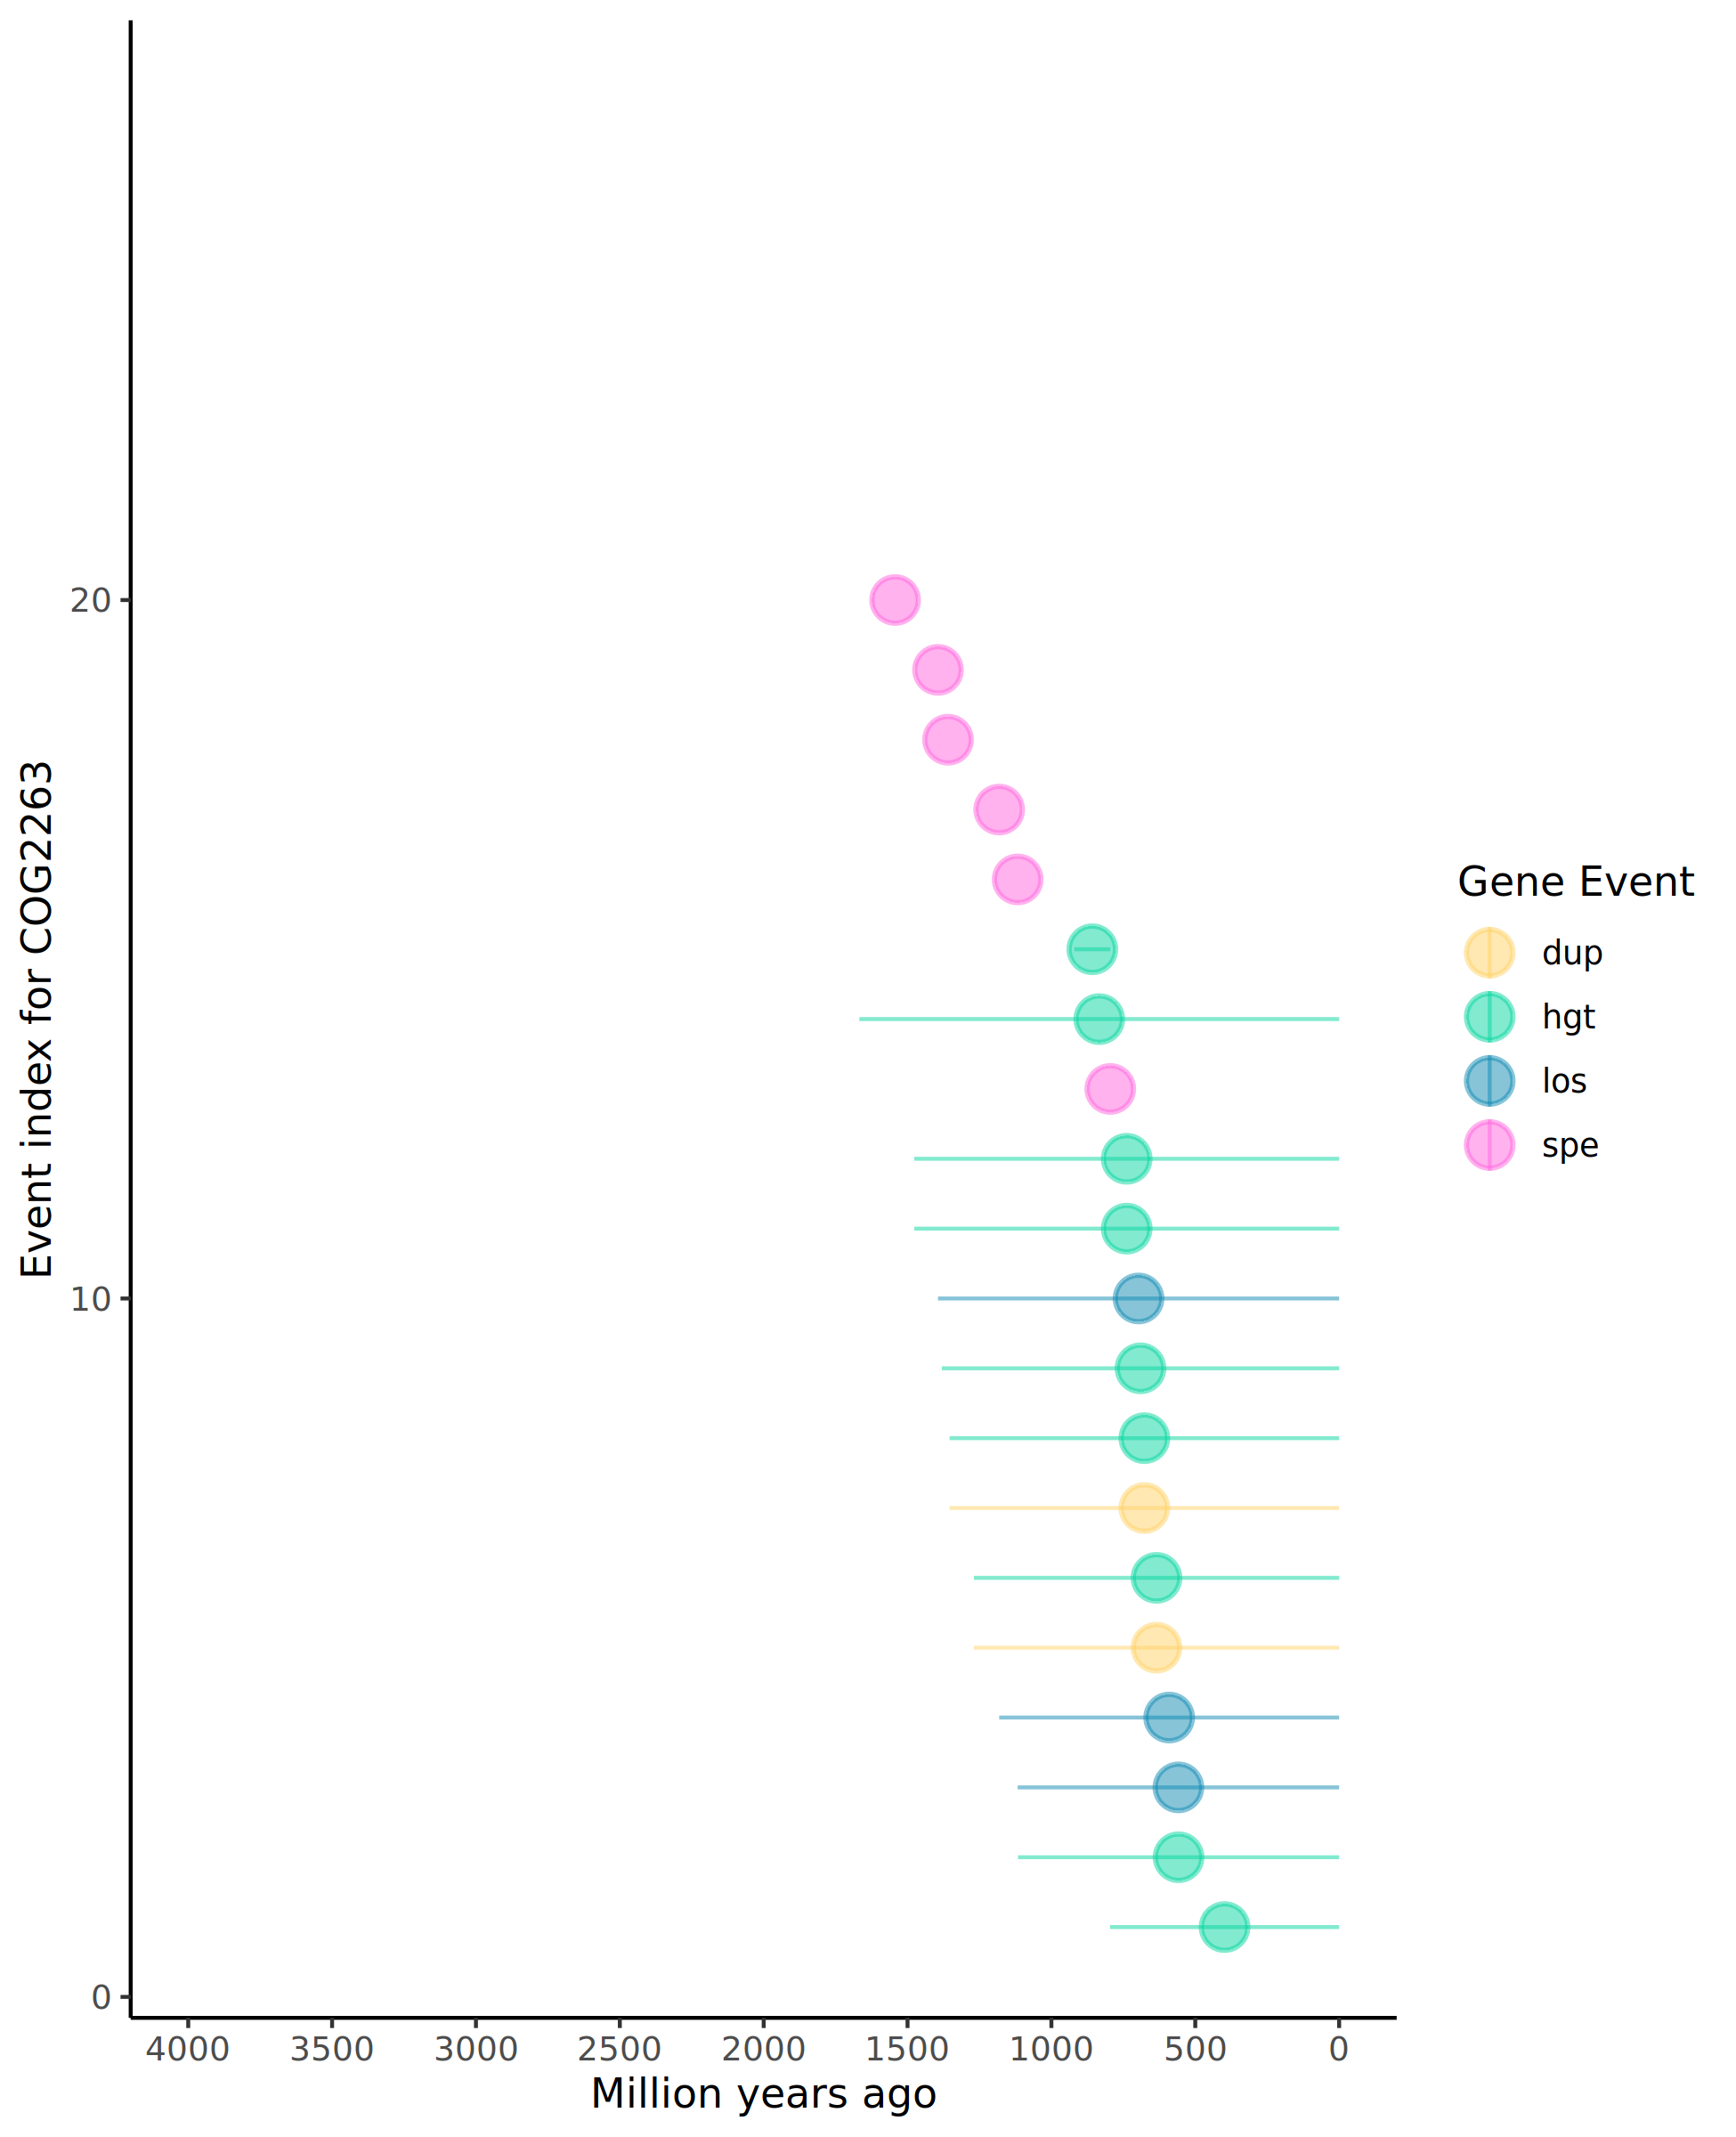 Event index for COG2263
20
10
0
4000 3500 3000 2500 2000 1500 1000 500 0
Million years ago
Gene Event
dup
hgt
los
spe